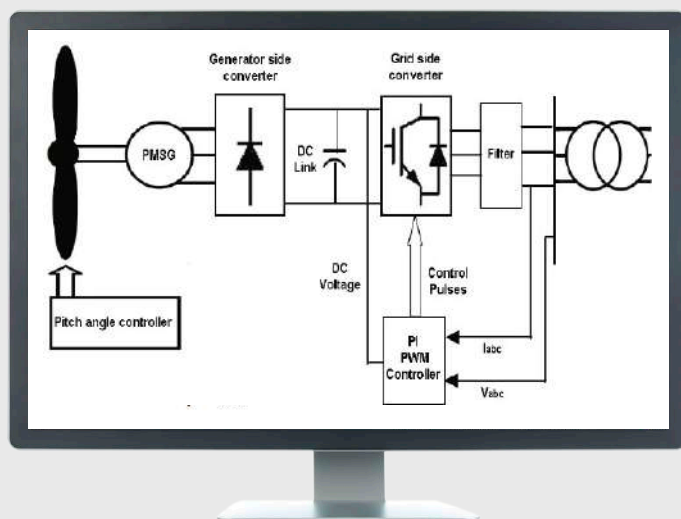 Generator side
converter
Grid side
converter
PMSG
DC
Link
Filter
DC
Voltage
Control
Pulses
Pitch angle controller
PI
PWM
Controller
Iabc
Vabc